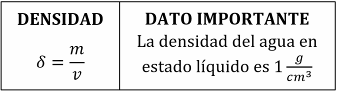 DENSIDAD
δ = m/v
DATO IMPORTANTE
La densidad del agua en
estado líquido es 1 g/cm³